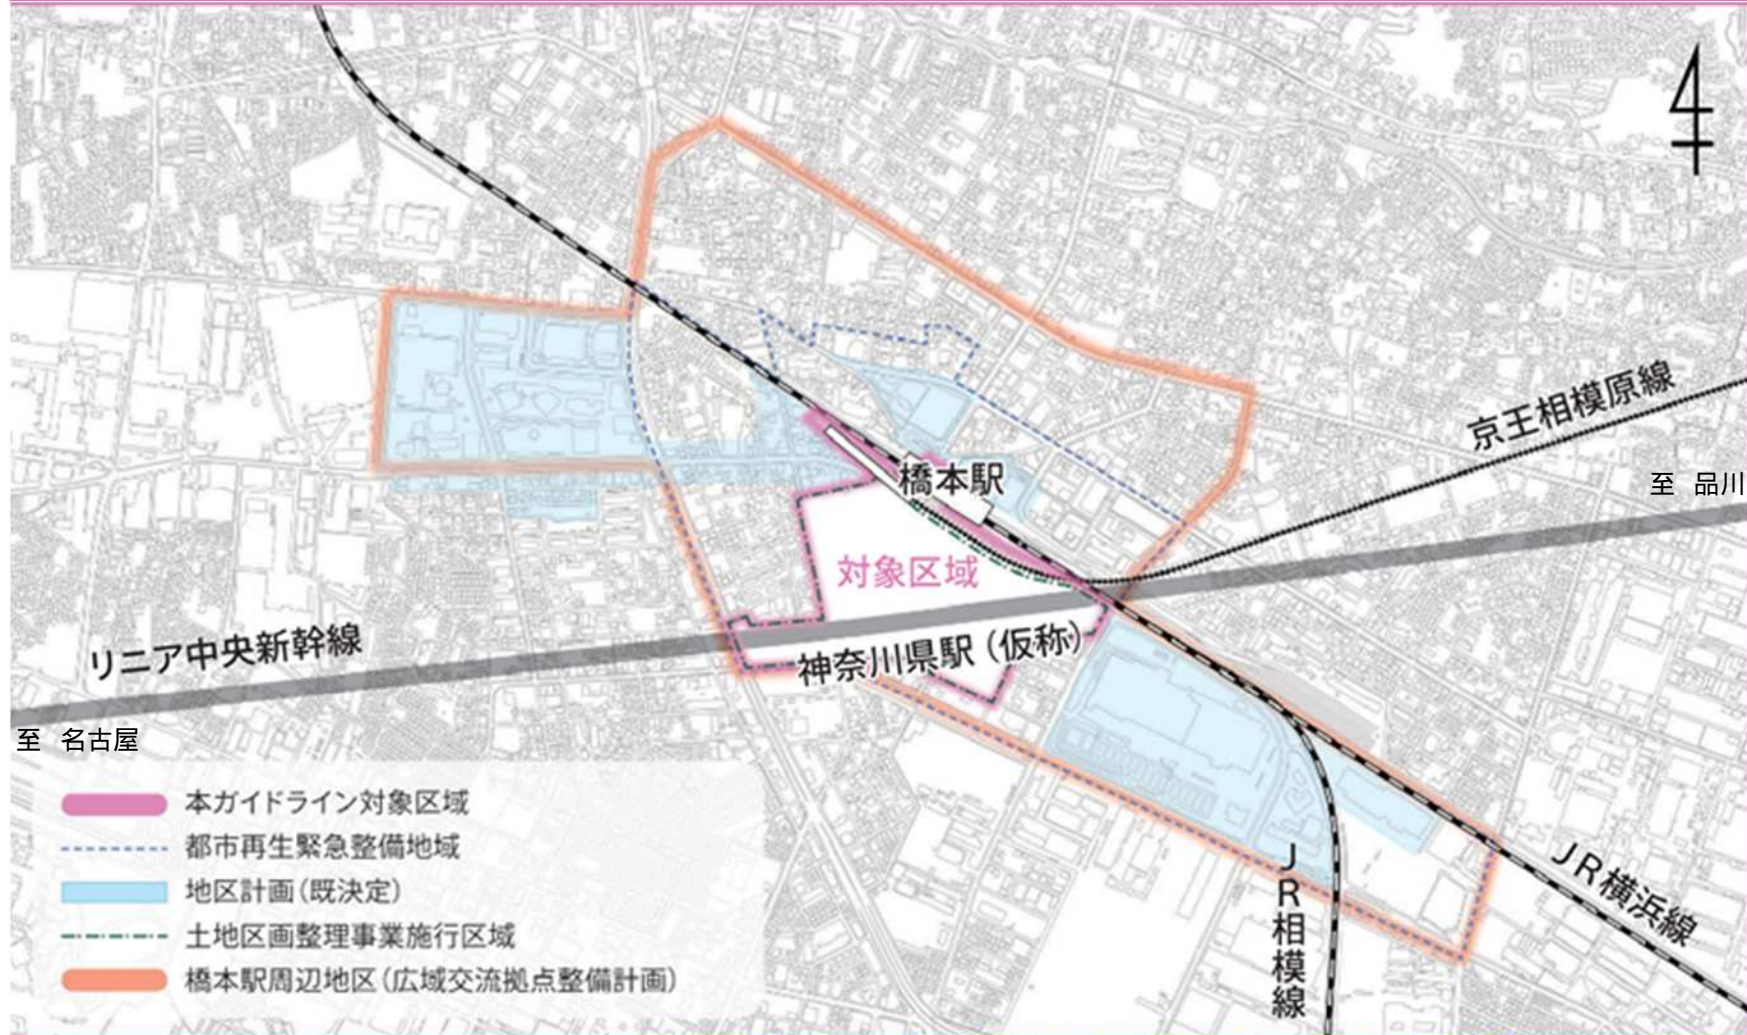 京王相模原線
至 品川
橋本駅
対象区域
リニア中央新幹線
神奈川県駅（仮称）
至 名古屋
本ガイドライン対象区域
都市再生緊急整備地域
地区計画（既決定）
土地区画整理事業施行区域
橋本駅周辺地区（広域交流拠点整備計画）
ＪＲ相模線
ＪＲ横浜線